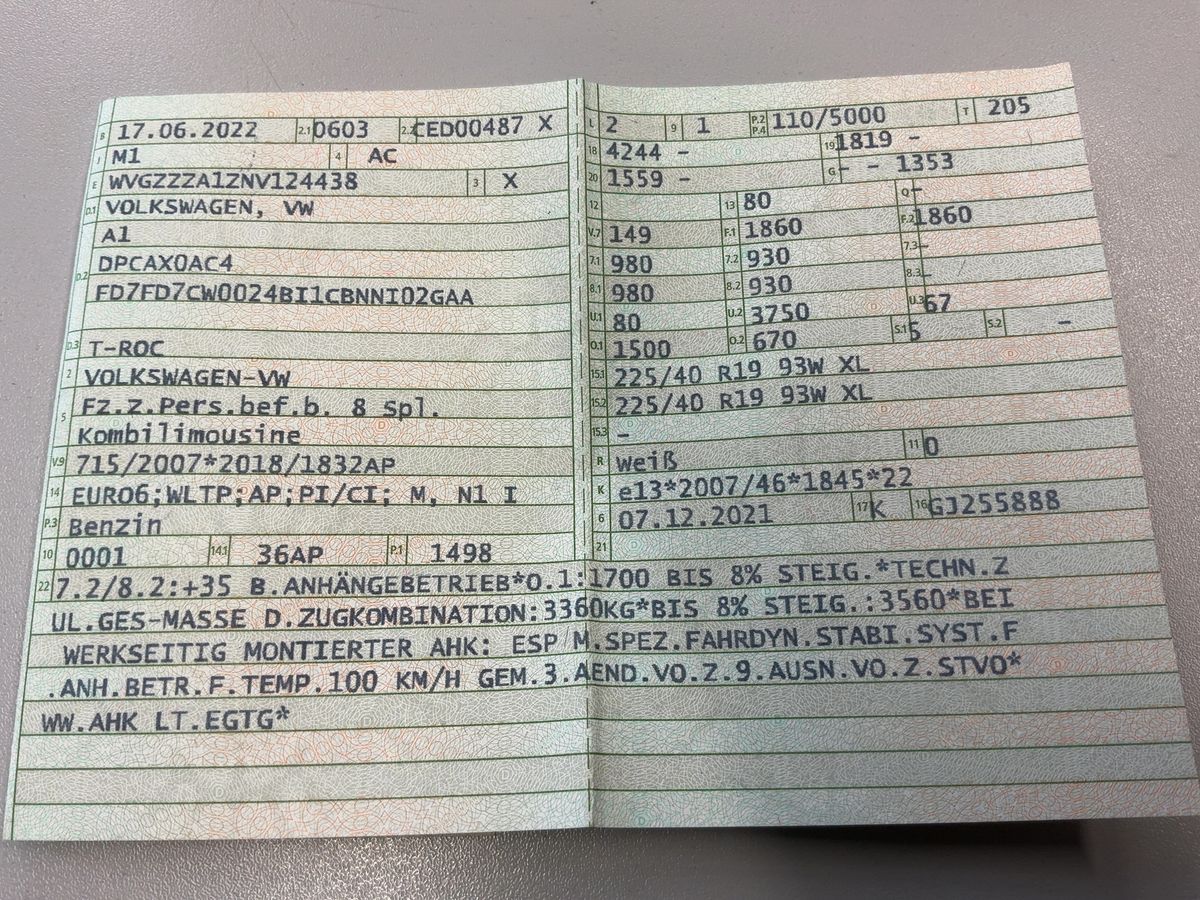 B 17.06.2022 2.1 0603 2.2 CED00487 X
J M1 4 AC
E WVGZZZA1ZNV124438 3 X
D.1 VOLKSWAGEN, VW
A1
D.2 DPCAX0AC4
FD7FD7CW0024BI1CBNNI02GAA
D.3 T-ROC
2 VOLKSWAGEN-VW
5 Fz.z.Pers.bef.b. 8 Spl.
Kombilimousine
V.9 715/2007*2018/1832AP
14 EURO6;WLTP;AP;PI/CI; M, N1 I
P.3 Benzin
10 0001 14.1 36AP P.1 1498
L 2 9 1 P.2 P.4 110/5000 T 205
18 4244 - 19 1819 -
20 1559 - G - - 1353
12 13 80 Q -
V.7 149 F.1 1860 F.2 1860
7.1 980 7.2 930 7.3 -
8.1 980 8.2 930 8.3 -
U.1 80 U.2 3750 U.3 67
O.1 1500 O.2 670 S.1 5 S.2 -
15.1 225/40 R19 93W XL
15.2 225/40 R19 93W XL
15.3 -
R weiß 11 0
K e13*2007/46*1845*22
6 07.12.2021 17 K 16 GJ255888
21
22 7.2/8.2:+35 B.ANHÄNGEBETRIEB*O.1:1700 BIS 8% STEIG.*TECHN.Z
UL.GES-MASSE D.ZUGKOMBINATION:3360KG*BIS 8% STEIG.:3560*BEI
WERKSEITIG MONTIERTER AHK: ESP M.SPEZ.FAHRDYN.STABI.SYST.F
.ANH.BETR.F.TEMP.100 KM/H GEM.3.AEND.VO.Z.9.AUSN.VO.Z.STVO*
WW.AHK LT.EGTG*